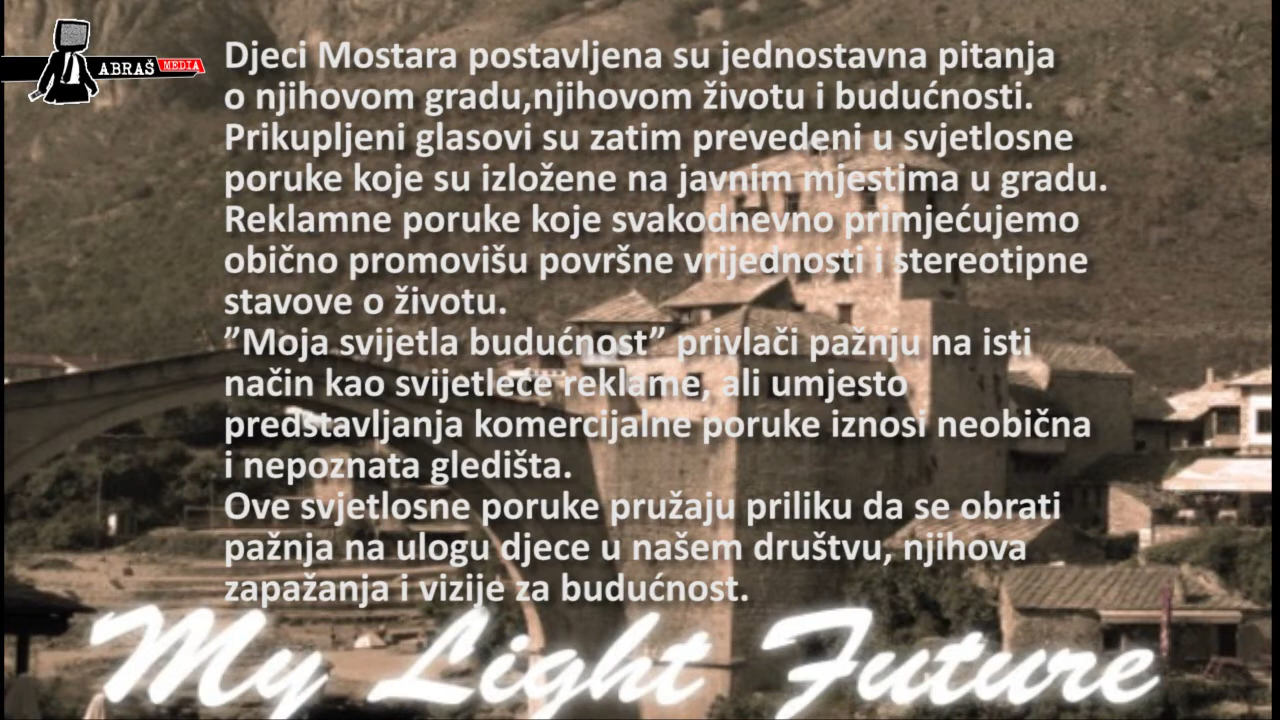 ABRAŠ MEDIA
Djeci Mostara postavljena su jednostavna pitanja
o njihovom gradu,njihovom životu i budućnosti.
Prikupljeni glasovi su zatim prevedeni u svjetlosne
poruke koje su izložene na javnim mjestima u gradu.
Reklamne poruke koje svakodnevno primjećujemo
obično promovišu površne vrijednosti i stereotipne
stavove o životu.
”Moja svijetla budućnost” privlači pažnju na isti
način kao svijetleće reklame, ali umjesto
predstavljanja komercijalne poruke iznosi neobična
i nepoznata gledišta.
Ove svjetlosne poruke pružaju priliku da se obrati
pažnja na ulogu djece u našem društvu, njihova
zapažanja i vizije za budućnost.
My Light Future